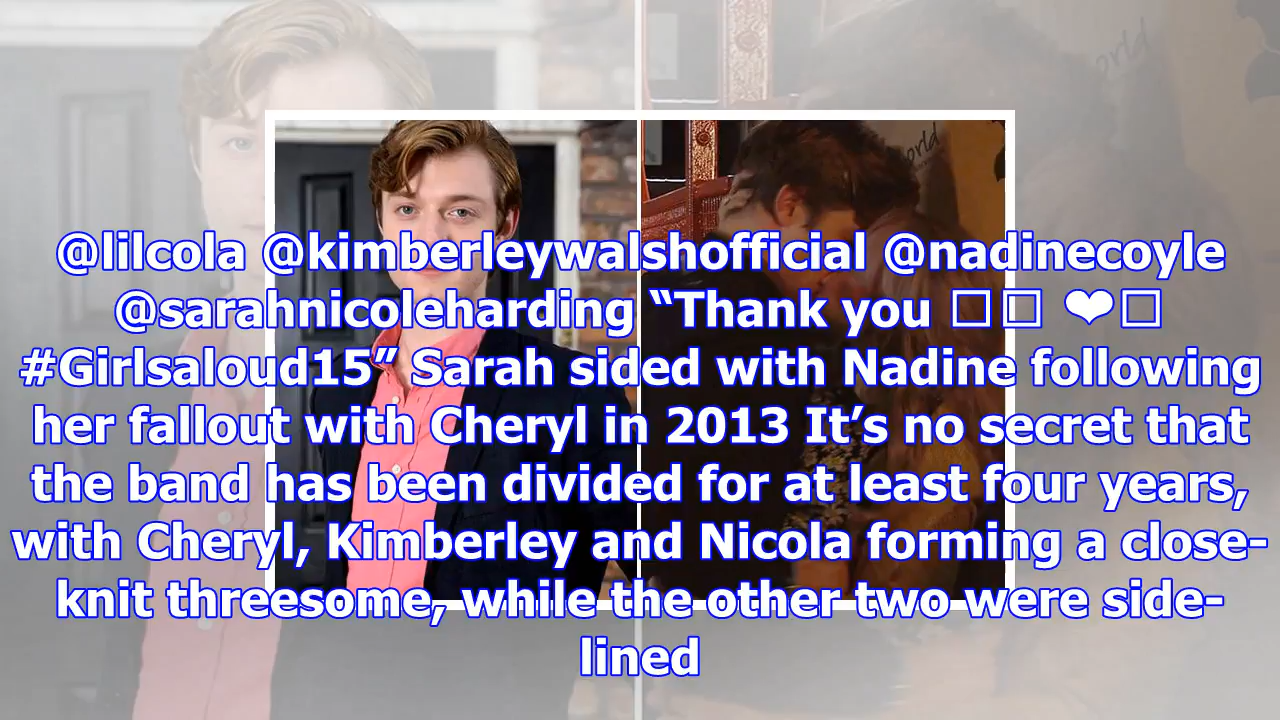 orld
orld
@lilcola @kimberleywalshofficial @nadinecoyle
@sarahnicoleharding “Thank you □□ ❤□
#Girlsaloud15” Sarah sided with Nadine following
her fallout with Cheryl in 2013 It’s no secret that
the band has been divided for at least four years,
with Cheryl, Kimberley and Nicola forming a close-
knit threesome, while the other two were side-
lined